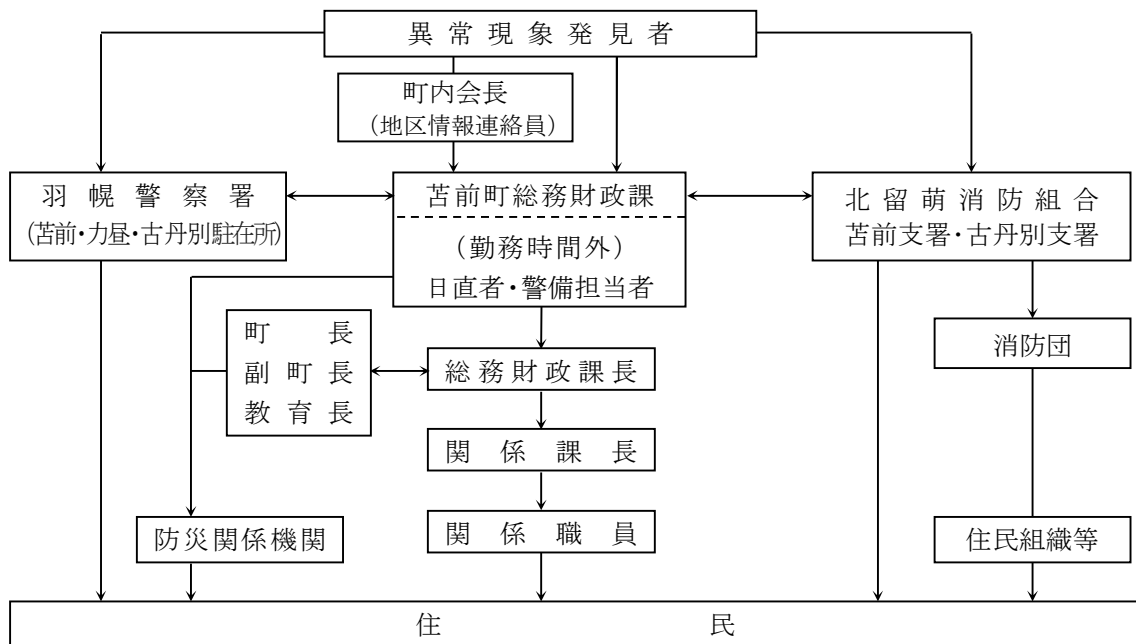 異常現象発見者
町内会長
（地区情報連絡員）
羽幌警察署
(苫前・力昼・古丹別駐在所)
苫前町総務財政課
（勤務時間外）
日直者・警備担当者
北留萌消防組合
苫前支署・古丹別支署
町長
副町長
教育長
総務財政課長
消防団
関係課長
防災関係機関
関係職員
住民組織等
住民